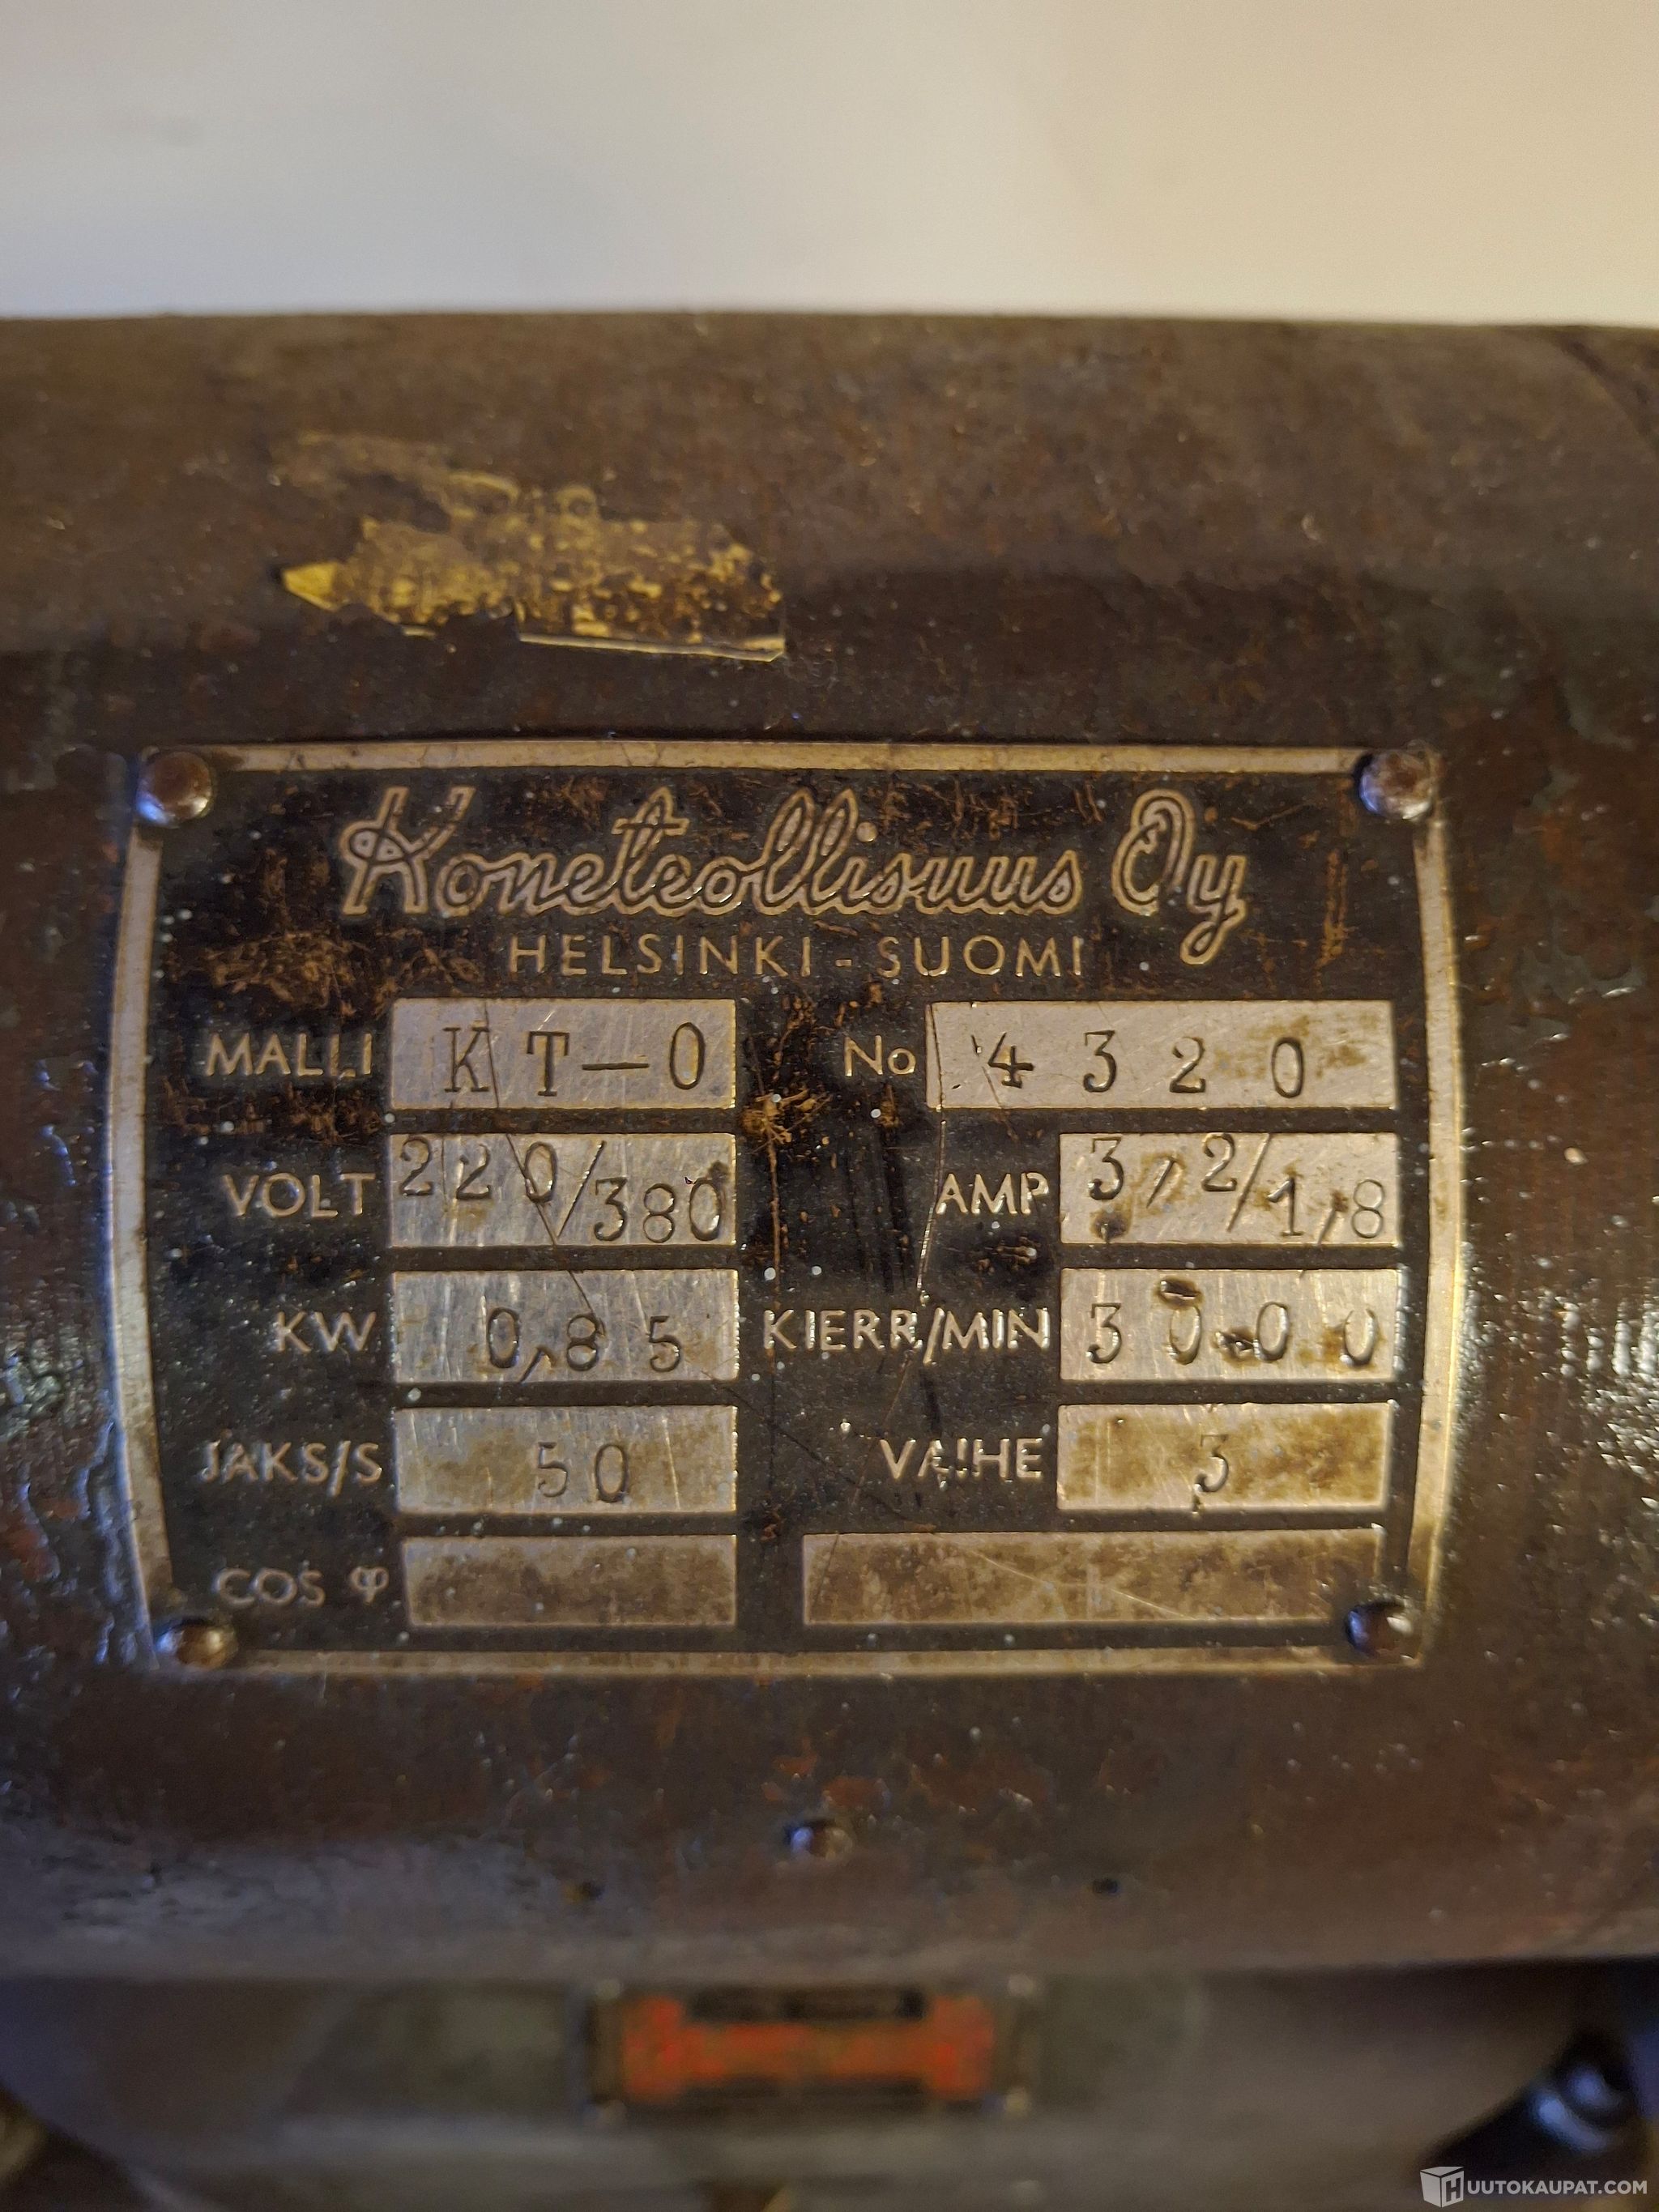 Koneteollisuus Oy
HELSINKI - SUOMI
MALLI KT-0 No 4320
VOLT 220/380 AMP 3,2/1,8
KW 0,85 KIERR/MIN 3000
JAKS/S 50 VAIHE 3
COS φ
HUUTOKAUPAT.COM